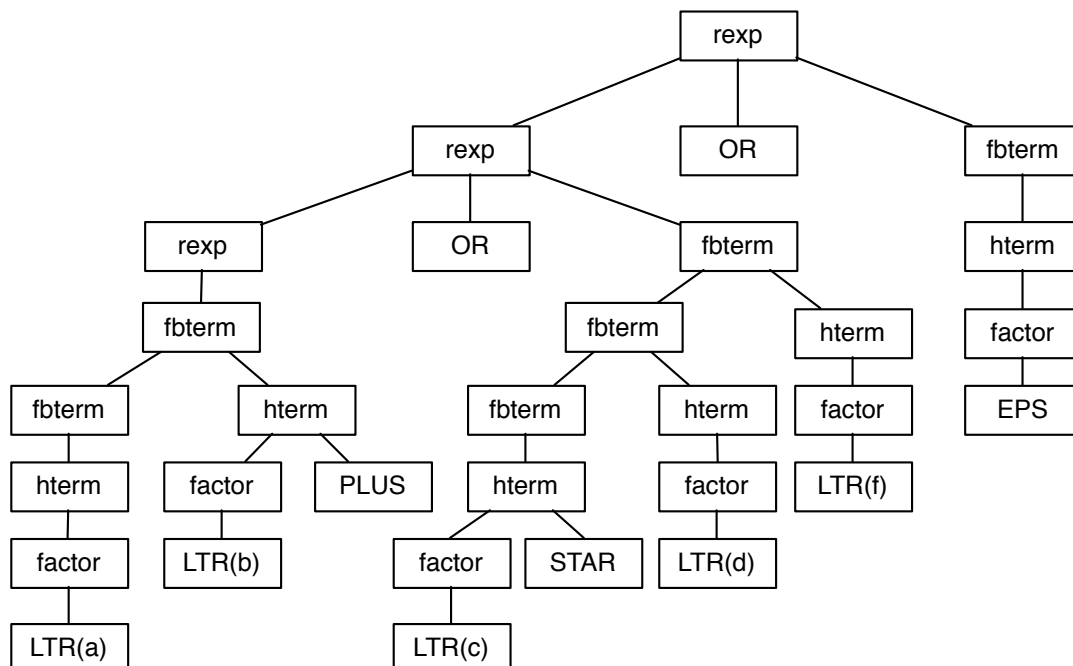 rexp
rexp OR fbterm
rexp OR fbterm hterm
fbterm fbterm hterm factor
fbterm hterm fbterm hterm factor EPS
hterm factor PLUS hterm factor LTR(f)
factor LTR(b) factor STAR LTR(d)
LTR(a) LTR(c)